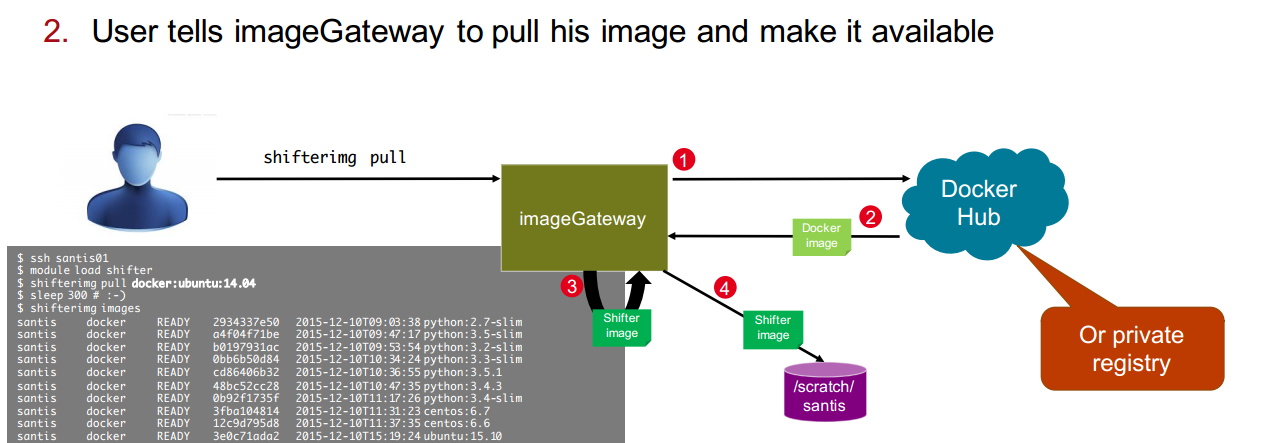 2. User tells imageGateway to pull his image and make it available
shifterimg pull
1
Docker
Hub
imageGateway
2
Docker
image
3
4
Shifter
image
Shifter
image
Or private
registry
/scratch/
santis
$ ssh santis01
$ module load shifter
$ shifterimg pull docker:ubuntu:14.04
$ sleep 300 # :-)
$ shifterimg images
santis docker READY 2934337e50 2015-12-10T09:03:38 python:2.7-slim
santis docker READY a4f04f71be 2015-12-10T09:47:17 python:3.5-slim
santis docker READY b0197931ac 2015-12-10T09:53:54 python:3.2-slim
santis docker READY 0bb6b50d84 2015-12-10T10:34:24 python:3.3-slim
santis docker READY cd86406b32 2015-12-10T10:36:55 python:3.5.1
santis docker READY 48bc52cc28 2015-12-10T10:47:35 python:3.4.3
santis docker READY 0b92f1735f 2015-12-10T11:17:26 python:3.4-slim
santis docker READY 3fba104814 2015-12-10T11:31:23 centos:6.7
santis docker READY 12c9d795d8 2015-12-10T11:37:35 centos:6.6
santis docker READY 3e0c71ada2 2015-12-10T15:19:24 ubuntu:15.10